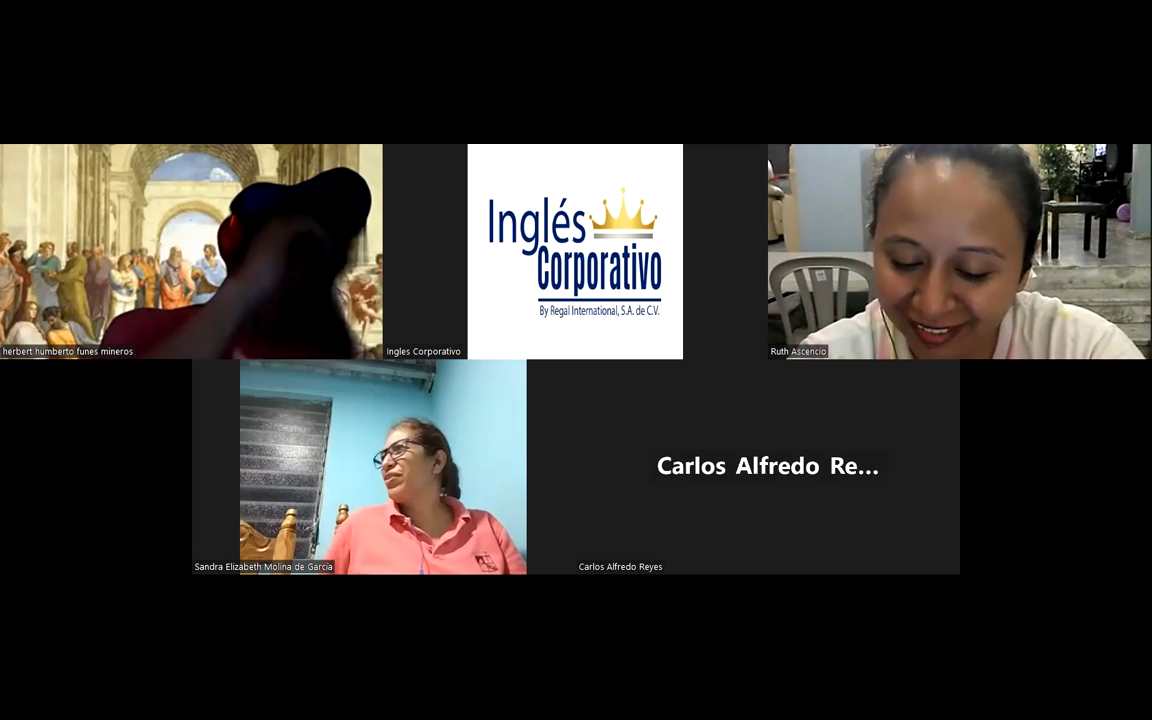 Inglés
Corporativo
By Regal International, S.A. de C.V.
herbert humberto funes mineros
Ingles Corporativo
Ruth Ascencio
Carlos Alfredo Re...
Sandra Elizabeth Molina de García
Carlos Alfredo Reyes